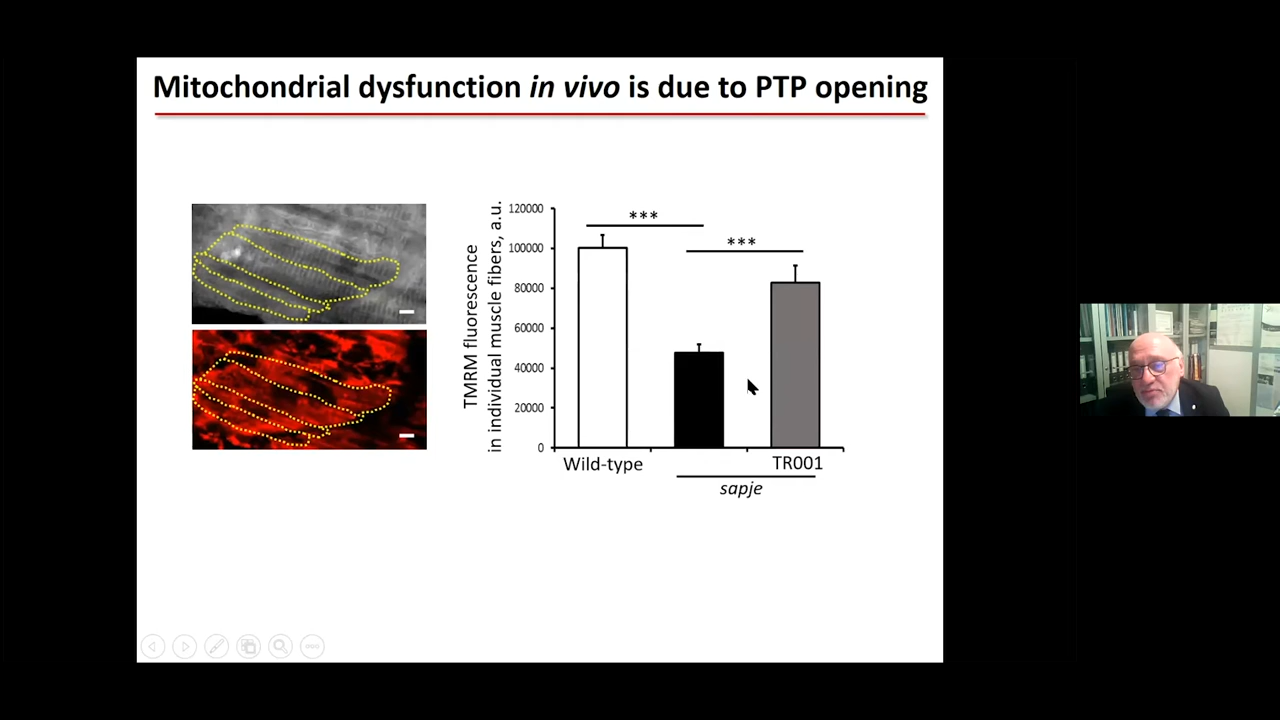 Mitochondrial dysfunction in vivo is due to PTP opening
TMRM fluorescence
in individual muscle fibers, a.u.
120000
100000
80000
60000
40000
20000
0
***
***
Wild-type
TR001
sapje